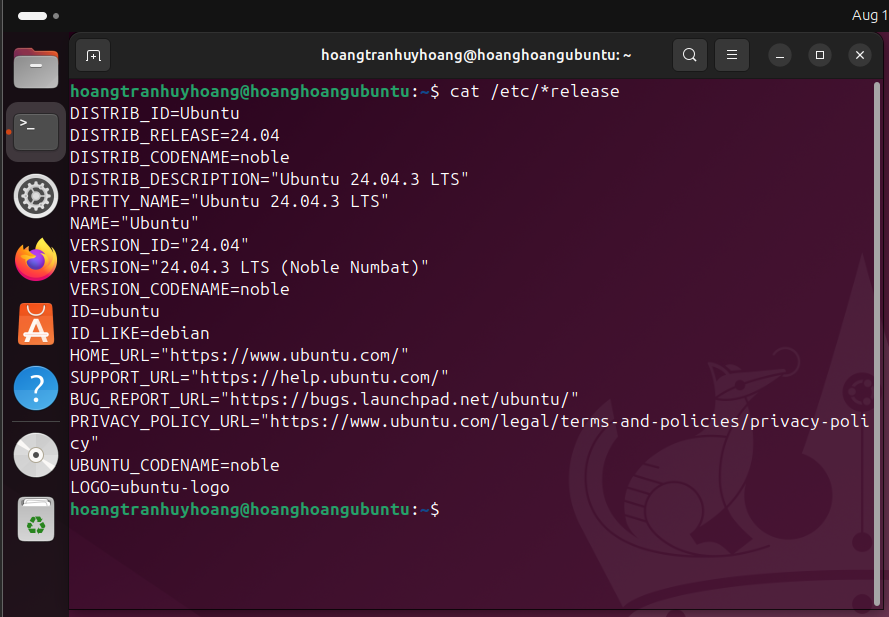 Aug 1
hoangtranhuyhoang@hoanghoangubuntu: ~
hoangtranhuyhoang@hoanghoangubuntu:~$ cat /etc/*release
DISTRIB_ID=Ubuntu
DISTRIB_RELEASE=24.04
DISTRIB_CODENAME=noble
DISTRIB_DESCRIPTION="Ubuntu 24.04.3 LTS"
PRETTY_NAME="Ubuntu 24.04.3 LTS"
NAME="Ubuntu"
VERSION_ID="24.04"
VERSION="24.04.3 LTS (Noble Numbat)"
VERSION_CODENAME=noble
ID=ubuntu
ID_LIKE=debian
HOME_URL="https://www.ubuntu.com/"
SUPPORT_URL="https://help.ubuntu.com/"
BUG_REPORT_URL="https://bugs.launchpad.net/ubuntu/"
PRIVACY_POLICY_URL="https://www.ubuntu.com/legal/terms-and-policies/privacy-poli
cy"
UBUNTU_CODENAME=noble
LOGO=ubuntu-logo
hoangtranhuyhoang@hoanghoangubuntu:~$